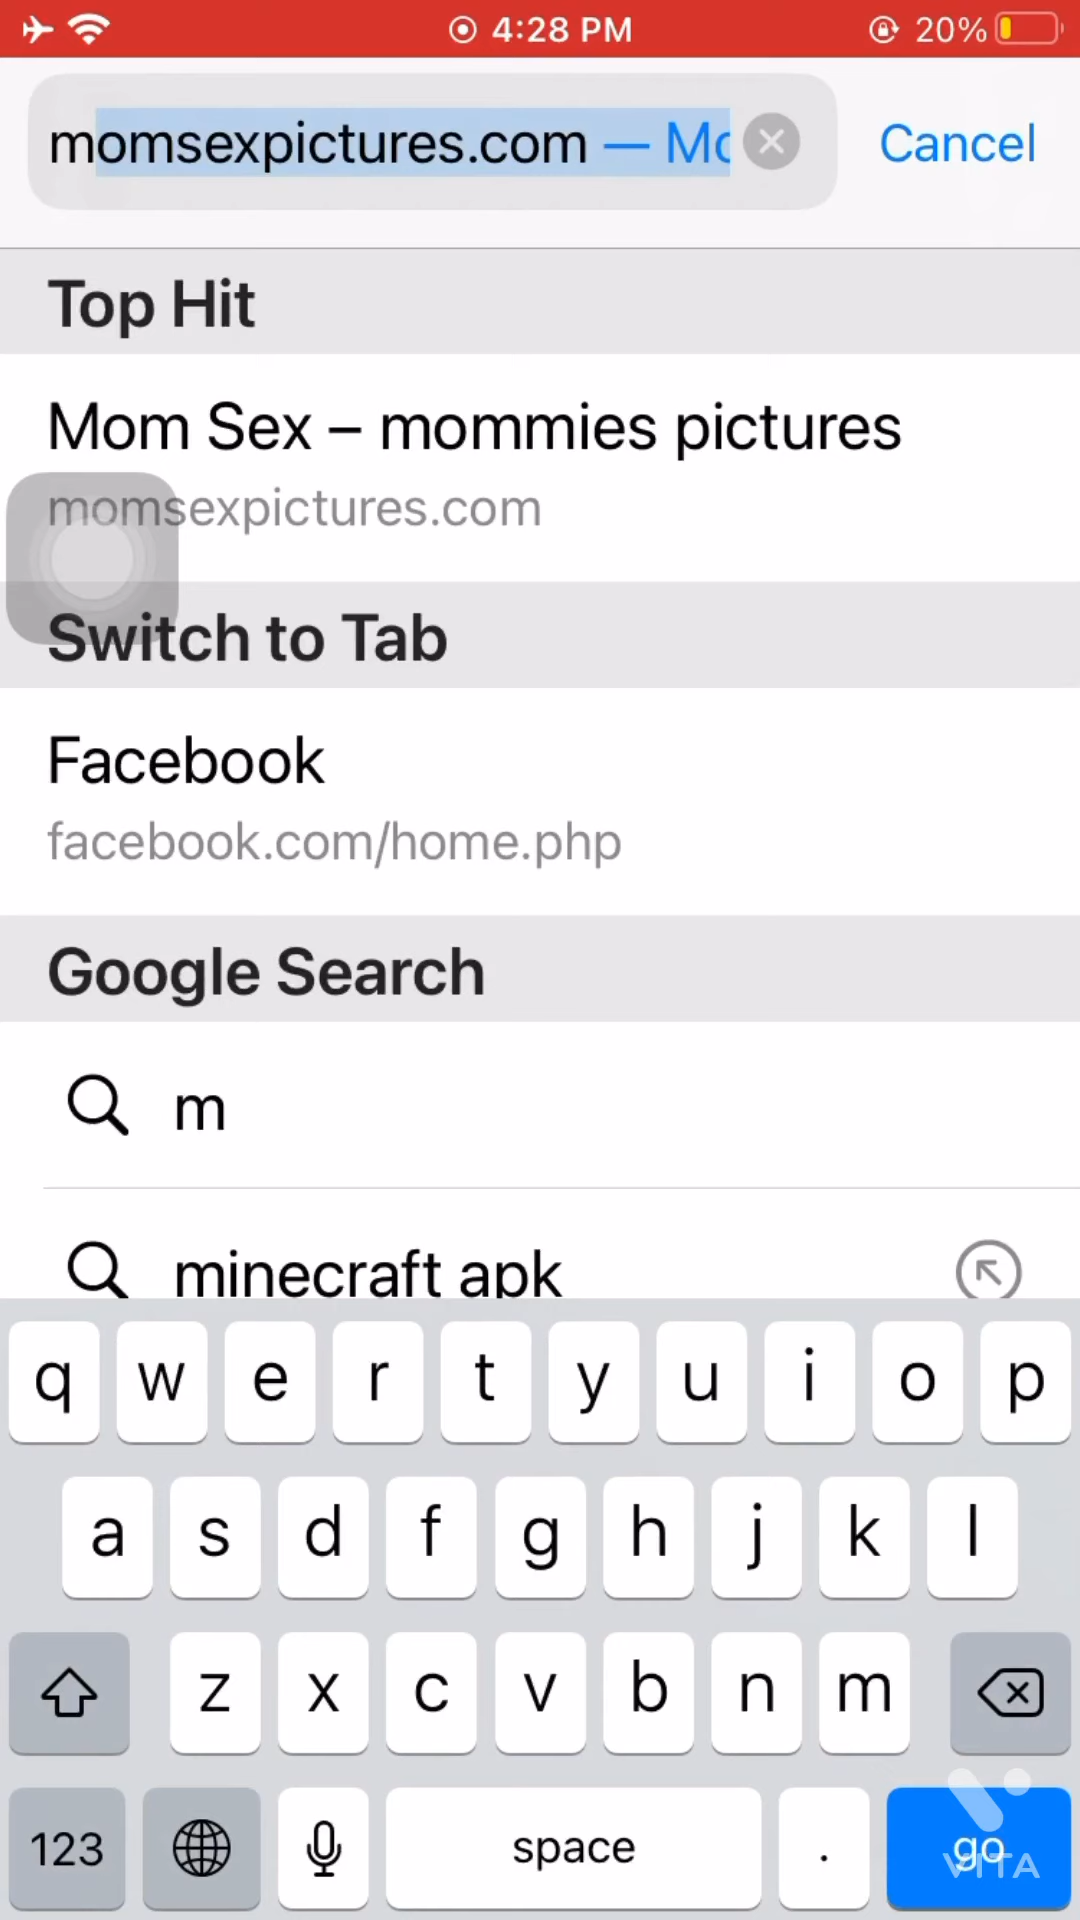 4:28 PM
20%
momsexpictures.com — Mo
Cancel
Top Hit
Mom Sex – mommies pictures
momsexpictures.com
Switch to Tab
Facebook
facebook.com/home.php
Google Search
m
minecraft apk
q w e r t y u i o p
a s d f g h j k l
z x c v b n m
123 space . go
VITA